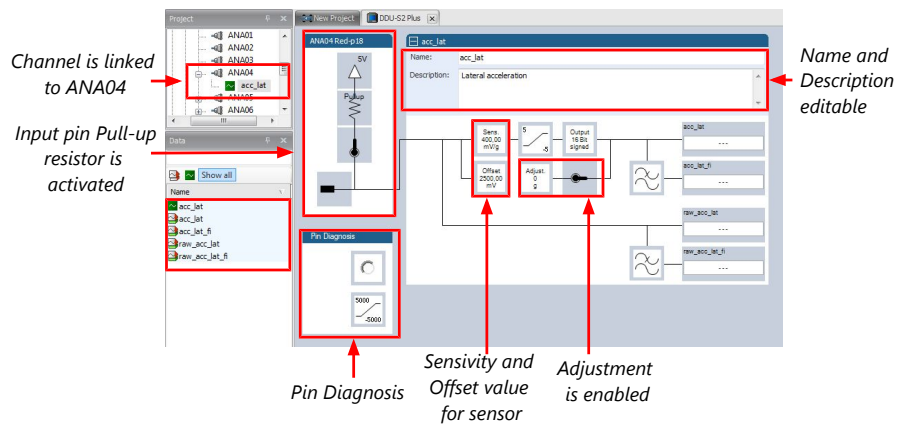 Project
ANA01
ANA02
ANA03
ANA04
acc_lat
ANA05
ANA06
Data
Show all
Name
acc_lat
acc_lat
acc_lat_fi
raw_acc_lat
raw_acc_lat_fi
New Project
DDU-S2 Plus
ANA04 Red-p18
5V
Pullup
Pin Diagnosis
5000
-5000
acc_lat
Name:
acc_lat
Description:
Lateral acceleration
Sens.
400,00
mV/g
5
-5
Output
16 Bit
signed
Offset
2500,00
mV
Adjust.
0
g
acc_lat
---
acc_lat_fi
---
raw_acc_lat
---
raw_acc_lat_fi
---
Channel is linked
to ANA04
Input pin Pull-up
resistor is
activated
Name and
Description
editable
Pin Diagnosis
Sensivity and
Offset value
for sensor
Adjustment
is enabled